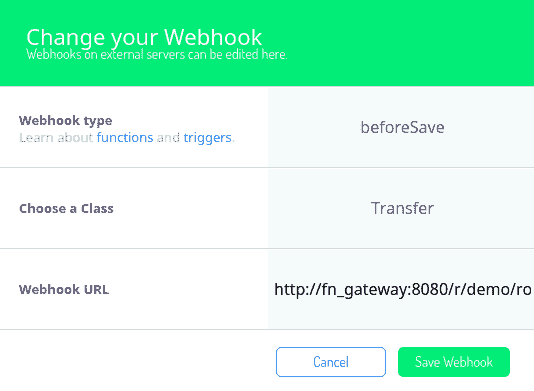 Change your Webhook
Webhooks on external servers can be edited here.
Webhook type
Learn about functions and triggers.
beforeSave
Choose a Class
Transfer
Webhook URL
http://fn_gateway:8080/r/demo/ro
Cancel
Save Webhook